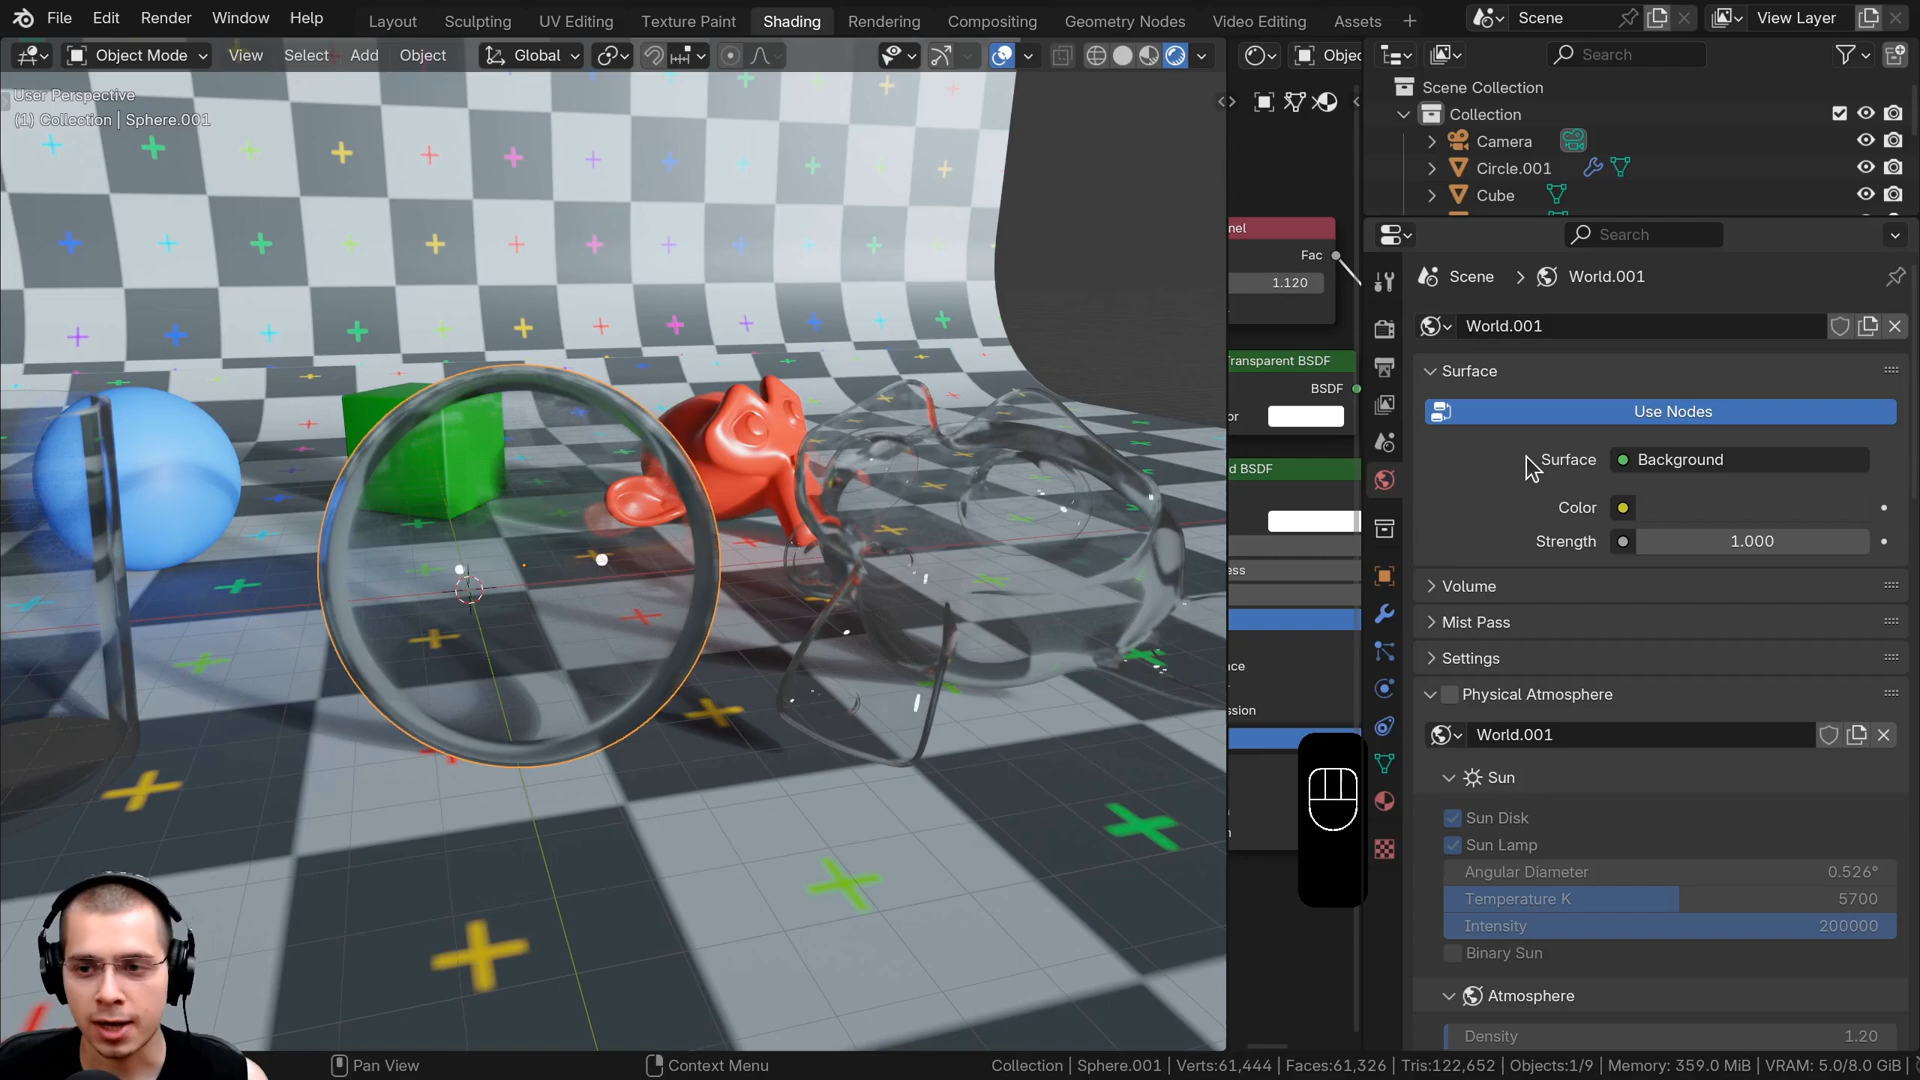 File Edit Render Window Help Layout Sculpting UV Editing Texture Paint Shading Rendering Compositing Geometry Nodes Video Editing Assets + Scene View Layer
Object Mode View Select Add Object Global Objec Search
User Perspective
(1) Collection | Sphere.001
Scene Collection
Collection
Camera
Circle.001
Cube
nel
Fac
1.120
ransparent BSDF
BSDF
or
d BSDF
ess
nce
ssion
Search
Scene > World.001
World.001
Surface
Use Nodes
Surface Background
Color
Strength 1.000
Volume
Mist Pass
Settings
Physical Atmosphere
World.001
Sun
Sun Disk
Sun Lamp
Angular Diameter 0.526°
Temperature K 5700
Intensity 200000
Binary Sun
Atmosphere
Density 1.20
Pan View Context Menu Collection | Sphere.001 | Verts:61,444 | Faces:61,326 | Tris:122,652 | Objects:1/9 | Memory: 359.0 MiB | VRAM: 5.0/8.0 GiB |